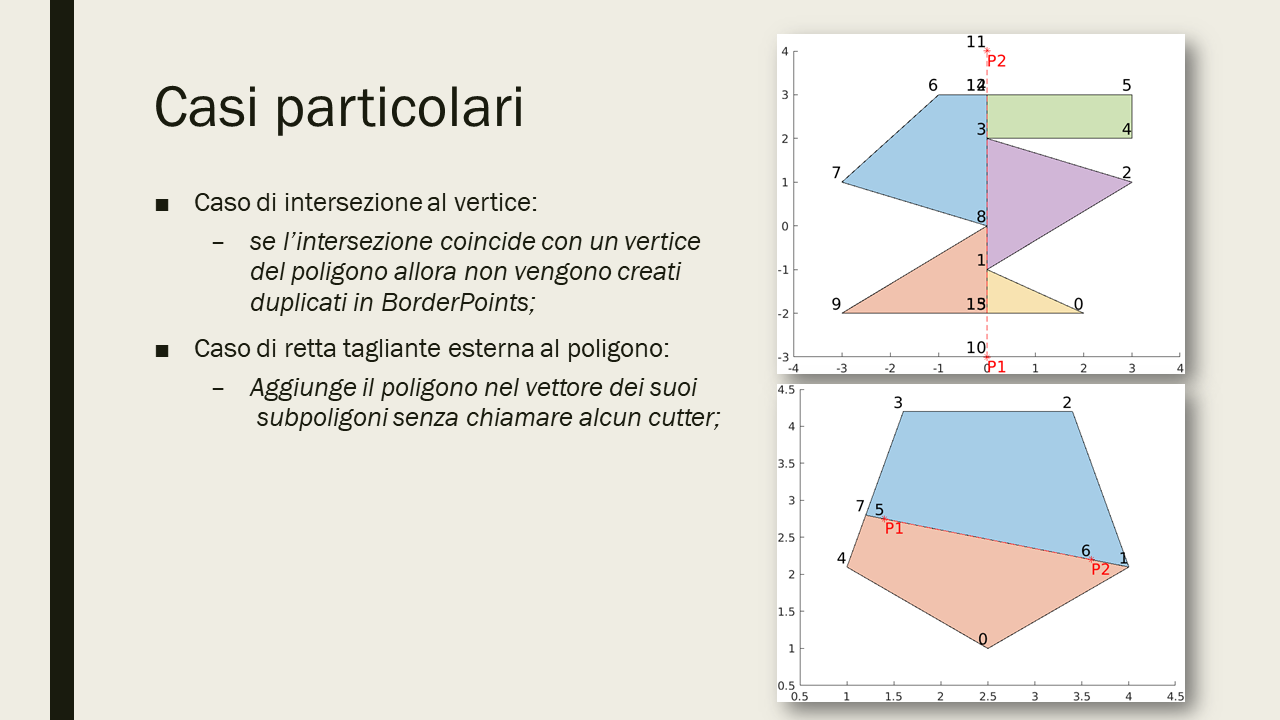 Casi particolari
■ Caso di intersezione al vertice:
– se l’intersezione coincide con un vertice
del poligono allora non vengono creati
duplicati in BorderPoints;
■ Caso di retta tagliante esterna al poligono:
– Aggiunge il poligono nel vettore dei suoi
subpoligoni senza chiamare alcun cutter;
11
4
P2
6 5
3
3 4
2
7 2
1
8
0
1
-1
9 0
-2
10
-3
P1
-4 -3 -2 -1 0 1 2 3 4
4.5
3 2
4
3.5
3
7 5
P1
2.5
6 1
4 P2
2
1.5
0
1
0.5
0.5 1 1.5 2 2.5 3 3.5 4 4.5